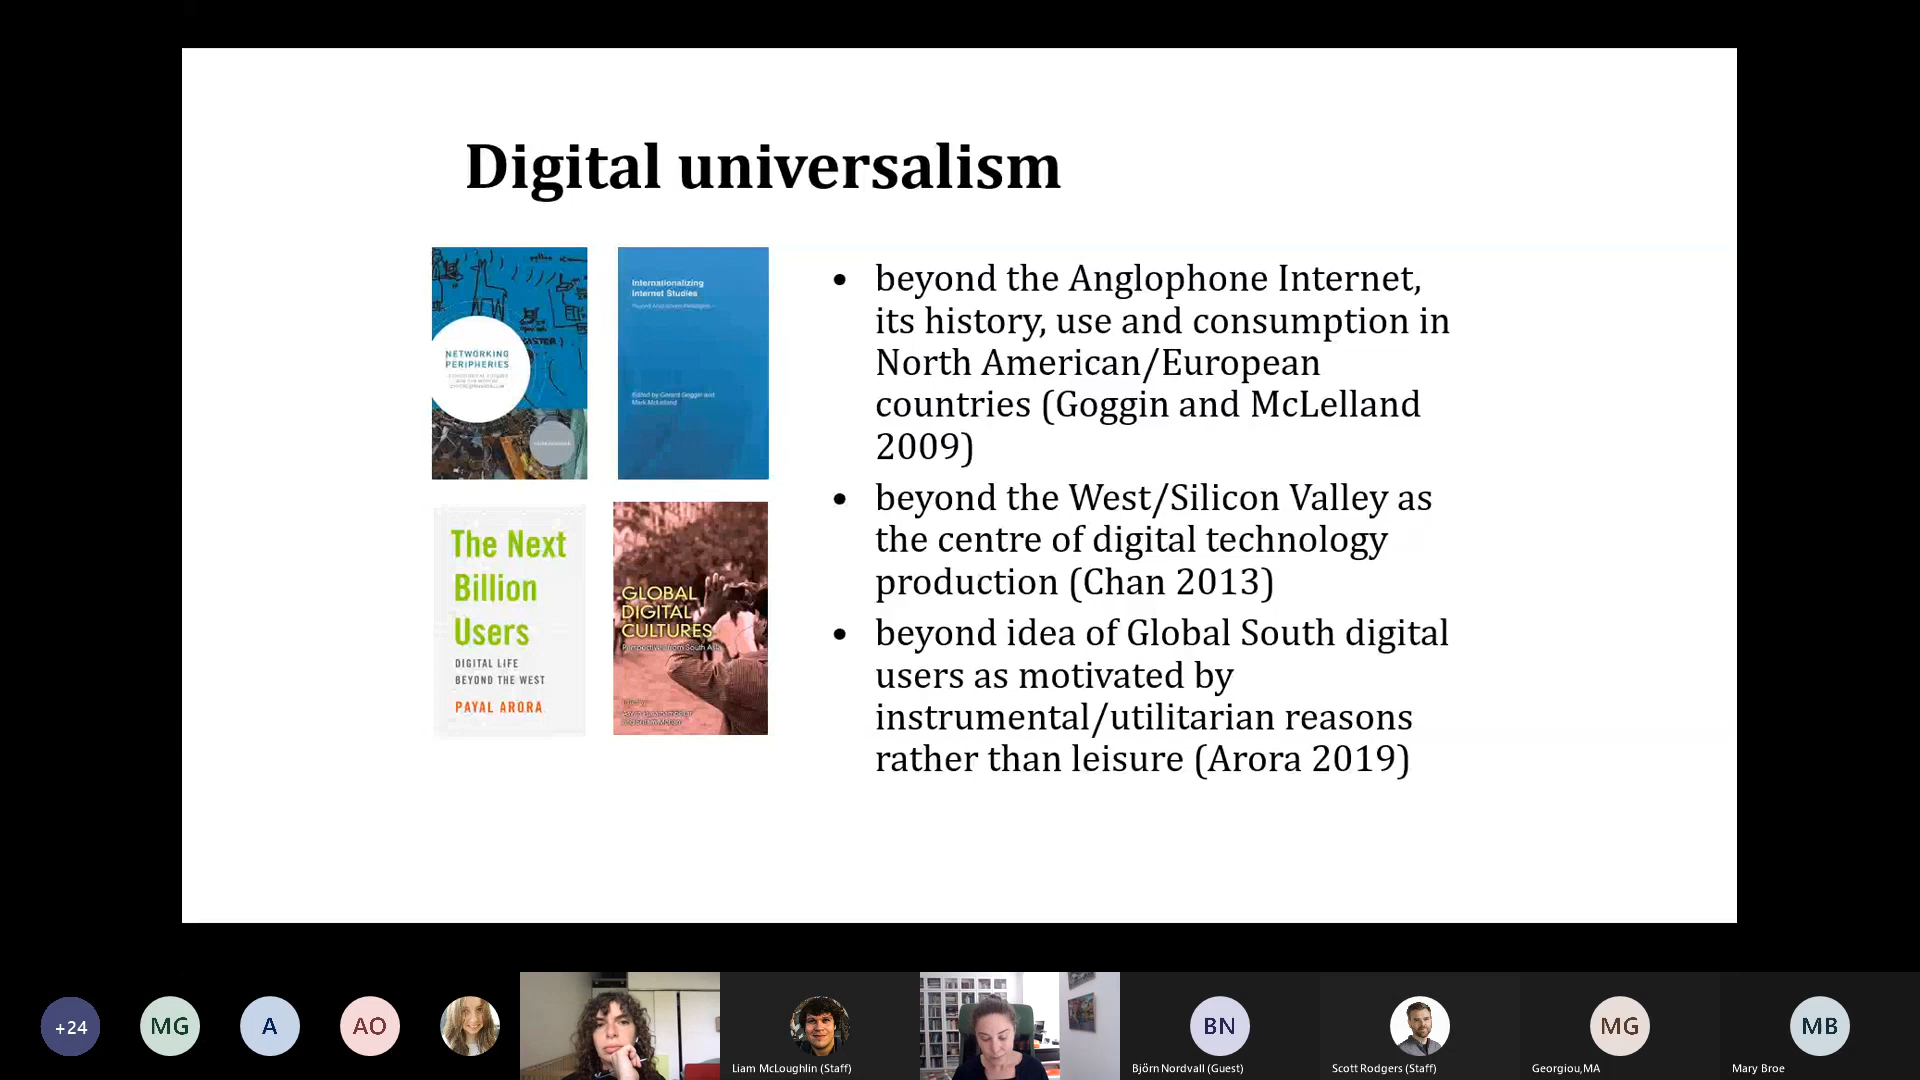 Digital universalism
NETWORKING
PERIPHERIES
Internationalizing
Internet Studies
Edited by Gerard Goggin and
Mark McLelland
The Next
Billion
Users
DIGITAL LIFE
BEYOND THE WEST
PAYAL ARORA
GLOBAL
DIGITAL
CULTURES
Perspectives from South Asia
• beyond the Anglophone Internet,
its history, use and consumption in
North American/European
countries (Goggin and McLelland
2009)
• beyond the West/Silicon Valley as
the centre of digital technology
production (Chan 2013)
• beyond idea of Global South digital
users as motivated by
instrumental/utilitarian reasons
rather than leisure (Arora 2019)
+24
MG
A
AO
Liam McLoughlin (Staff)
BN
Björn Nordvall (Guest)
Scott Rodgers (Staff)
MG
Georgiou,MA
MB
Mary Broe